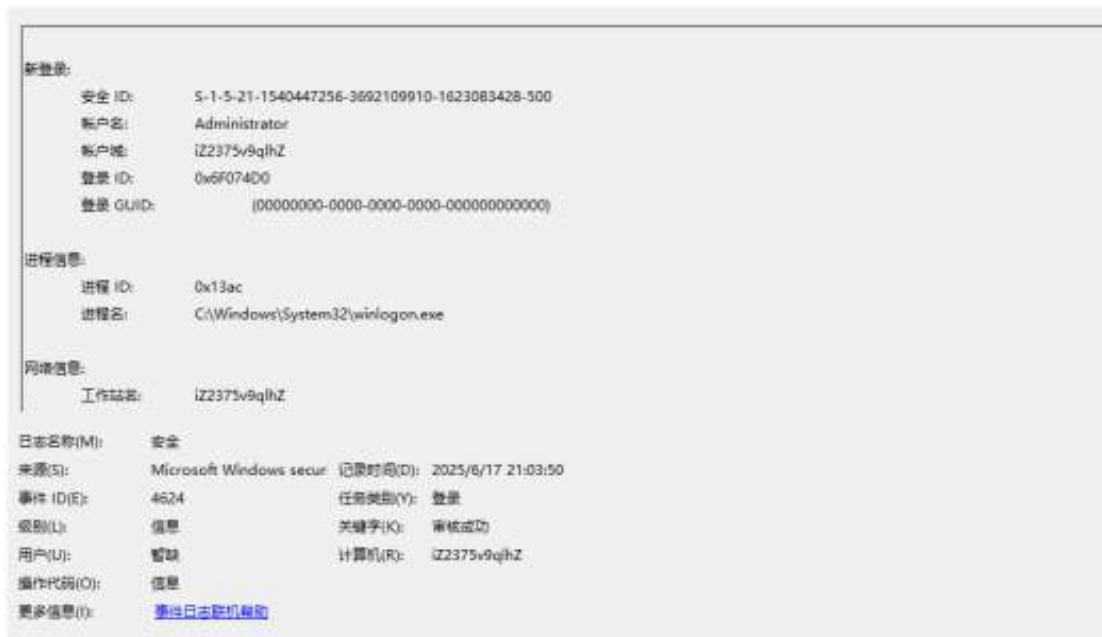 新登录:
安全 ID: S-1-5-21-1540447256-3692109910-1623083428-500
帐户名: Administrator
帐户域: iZ2375v9qlhZ
登录 ID: 0x6F074D0
登录 GUID: {00000000-0000-0000-0000-000000000000}
进程信息:
进程 ID: 0x13ac
进程名: C:\Windows\System32\winlogon.exe
网络信息:
工作站名: iZ2375v9qlhZ
日志名称(M): 安全
来源(S): Microsoft Windows secur 记录时间(D): 2025/6/17 21:03:50
事件 ID(E): 4624 任务类别(Y): 登录
级别(L): 信息 关键字(K): 审核成功
用户(U): 暂缺 计算机(R): iZ2375v9qlhZ
操作代码(O): 信息
更多信息(I): 事件日志联机帮助